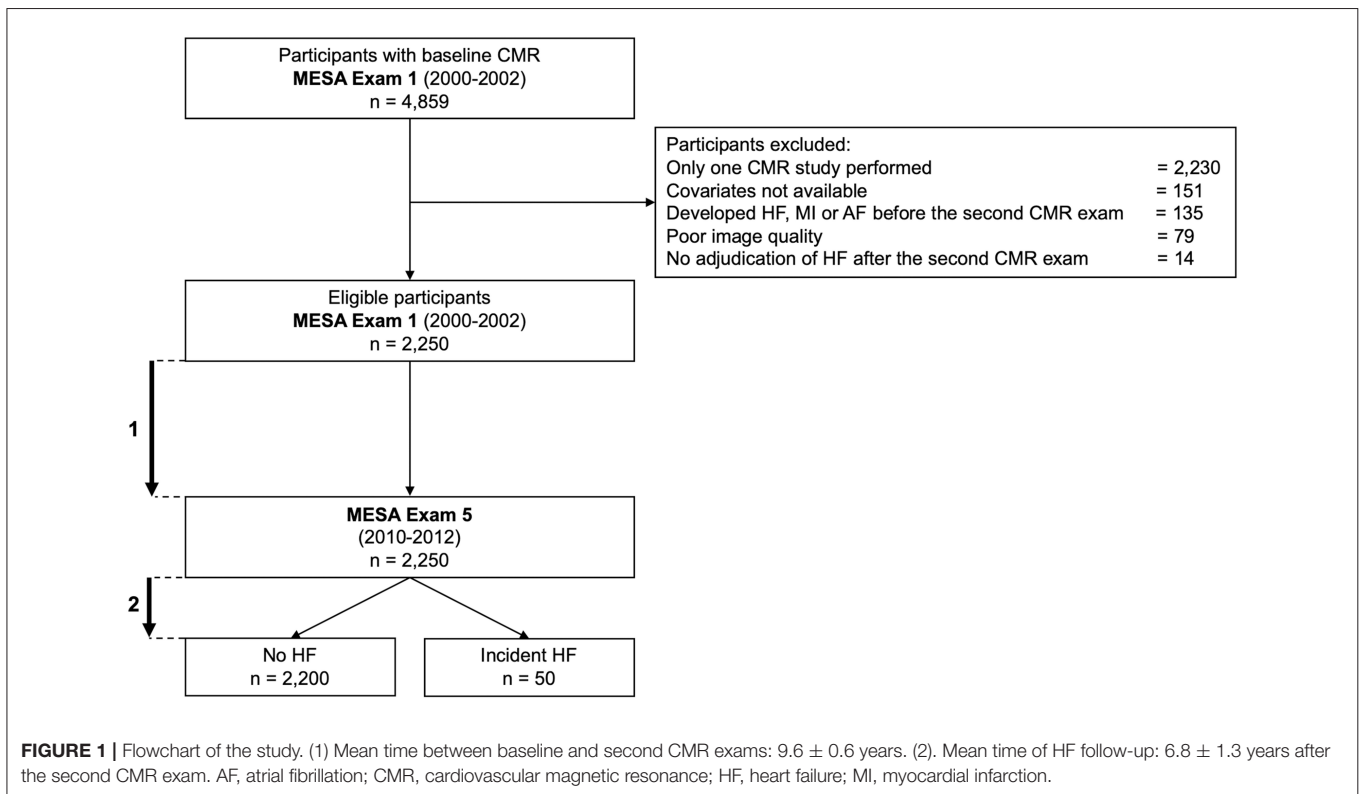 Participants with baseline CMR
MESA Exam 1 (2000-2002)
n = 4,859
Participants excluded:
Only one CMR study performed = 2,230
Covariates not available = 151
Developed HF, MI or AF before the second CMR exam = 135
Poor image quality = 79
No adjudication of HF after the second CMR exam = 14
Eligible participants
MESA Exam 1 (2000-2002)
n = 2,250
1
MESA Exam 5
(2010-2012)
n = 2,250
2
No HF
n = 2,200
Incident HF
n = 50
FIGURE 1 | Flowchart of the study. (1) Mean time between baseline and second CMR exams: 9.6 ± 0.6 years. (2). Mean time of HF follow-up: 6.8 ± 1.3 years after
the second CMR exam. AF, atrial fibrillation; CMR, cardiovascular magnetic resonance; HF, heart failure; MI, myocardial infarction.